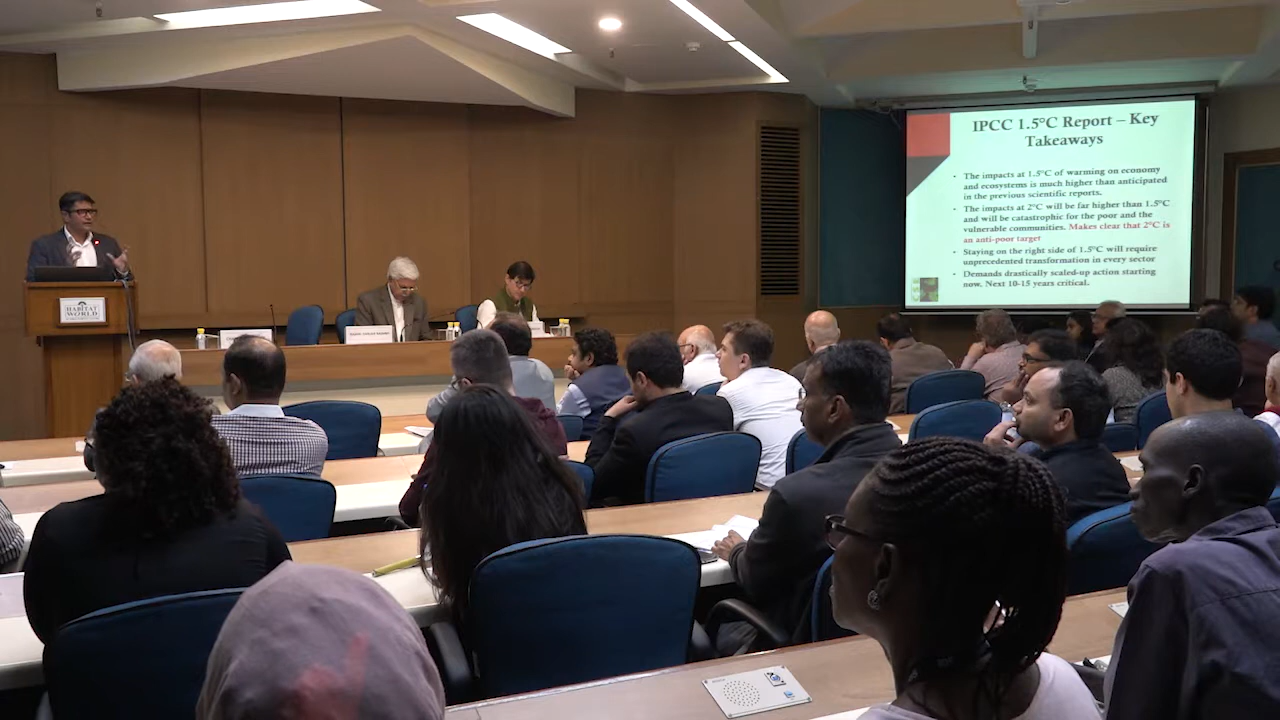 IPCC 1.5°C Report – Key
Takeaways
• The impacts at 1.5°C of warming on economy
and ecosystems is much higher than anticipated
in the previous scientific reports.
• The impacts at 2°C will be far higher than 1.5°C
and will be catastrophic for the poor and the
vulnerable communities. Makes clear that 2°C is
an anti-poor target
• Staying on the right side of 1.5°C will require
unprecedented transformation in every sector
• Demands drastically scaled-up action starting
now. Next 10-15 years critical.
HABITAT
WORLD